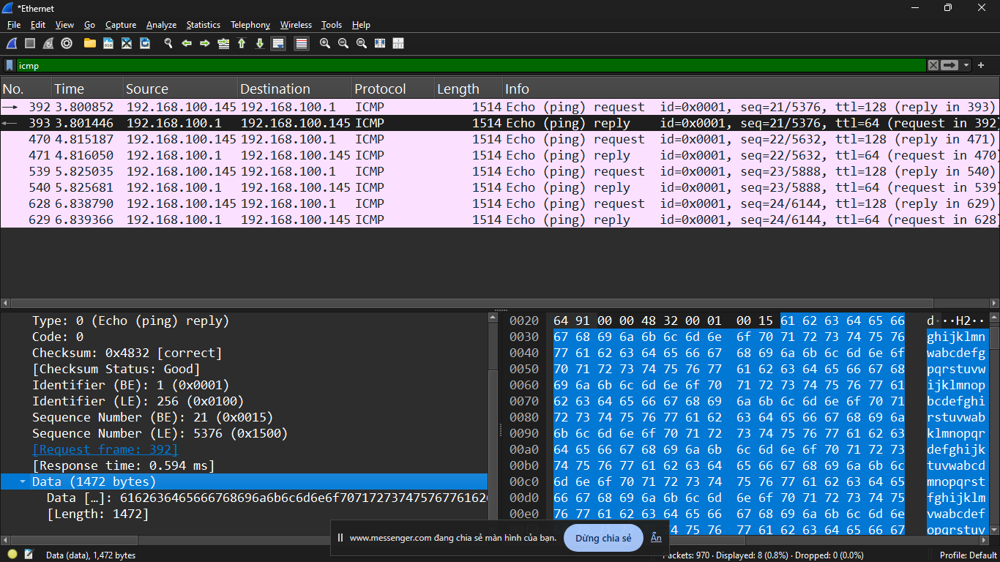 *Ethernet
File Edit View Go Capture Analyze Statistics Telephony Wireless Tools Help
icmp
No. Time Source Destination Protocol Length Info
392 3.800852 192.168.100.145 192.168.100.1 ICMP 1514 Echo (ping) request id=0x0001, seq=21/5376, ttl=128 (reply in 393)
393 3.801446 192.168.100.1 192.168.100.145 ICMP 1514 Echo (ping) reply id=0x0001, seq=21/5376, ttl=64 (request in 392)
470 4.815187 192.168.100.145 192.168.100.1 ICMP 1514 Echo (ping) request id=0x0001, seq=22/5632, ttl=128 (reply in 471)
471 4.816050 192.168.100.1 192.168.100.145 ICMP 1514 Echo (ping) reply id=0x0001, seq=22/5632, ttl=64 (request in 470)
539 5.825035 192.168.100.145 192.168.100.1 ICMP 1514 Echo (ping) request id=0x0001, seq=23/5888, ttl=128 (reply in 540)
540 5.825681 192.168.100.1 192.168.100.145 ICMP 1514 Echo (ping) reply id=0x0001, seq=23/5888, ttl=64 (request in 539)
628 6.838790 192.168.100.145 192.168.100.1 ICMP 1514 Echo (ping) request id=0x0001, seq=24/6144, ttl=128 (reply in 629)
629 6.839366 192.168.100.1 192.168.100.145 ICMP 1514 Echo (ping) reply id=0x0001, seq=24/6144, ttl=64 (request in 628)
Type: 0 (Echo (ping) reply)
Code: 0
Checksum: 0x4832 [correct]
[Checksum Status: Good]
Identifier (BE): 1 (0x0001)
Identifier (LE): 256 (0x0100)
Sequence Number (BE): 21 (0x0015)
Sequence Number (LE): 5376 (0x1500)
[Request frame: 392]
[Response time: 0.594 ms]
Data (1472 bytes)
Data […]: 6162636465666768696a6b6c6d6e6f70717273747576776162
[Length: 1472]
0020 64 91 00 00 48 32 00 01 00 15 61 62 63 64 65 66 d···H2··
0030 67 68 69 6a 6b 6c 6d 6e 6f 70 71 72 73 74 75 76 ghijklmn
0040 77 61 62 63 64 65 66 67 68 69 6a 6b 6c 6d 6e 6f wabcdefg
0050 70 71 72 73 74 75 76 77 61 62 63 64 65 66 67 68 pqrstuvw
0060 69 6a 6b 6c 6d 6e 6f 70 71 72 73 74 75 76 77 61 ijklmnop
0070 62 63 64 65 66 67 68 69 6a 6b 6c 6d 6e 6f 70 71 bcdefghi
0080 72 73 74 75 76 77 61 62 63 64 65 66 67 68 69 6a rstuvwab
0090 6b 6c 6d 6e 6f 70 71 72 73 74 75 76 77 61 62 63 klmnopqr
00a0 64 65 66 67 68 69 6a 6b 6c 6d 6e 6f 70 71 72 73 defghijk
00b0 74 75 76 77 61 62 63 64 65 66 67 68 69 6a 6b 6c tuvwabcd
00c0 6d 6e 6f 70 71 72 73 74 75 76 77 61 62 63 64 65 mnopqrst
00d0 66 67 68 69 6a 6b 6c 6d 6e 6f 70 71 72 73 74 75 fghijklm
00e0 76 77 61 62 63 64 65 66 67 68 69 6a 6b 6c 6d 6e vwabcdef
75 76 77 61 62 63 64 65 66 67 opqrstuv
www.messenger.com đang chia sẻ màn hình của bạn. Dừng chia sẻ Ẩn
Data (data), 1,472 bytes
ackets: 970 · Displayed: 8 (0.8%) · Dropped: 0 (0.0%)
Profile: Default